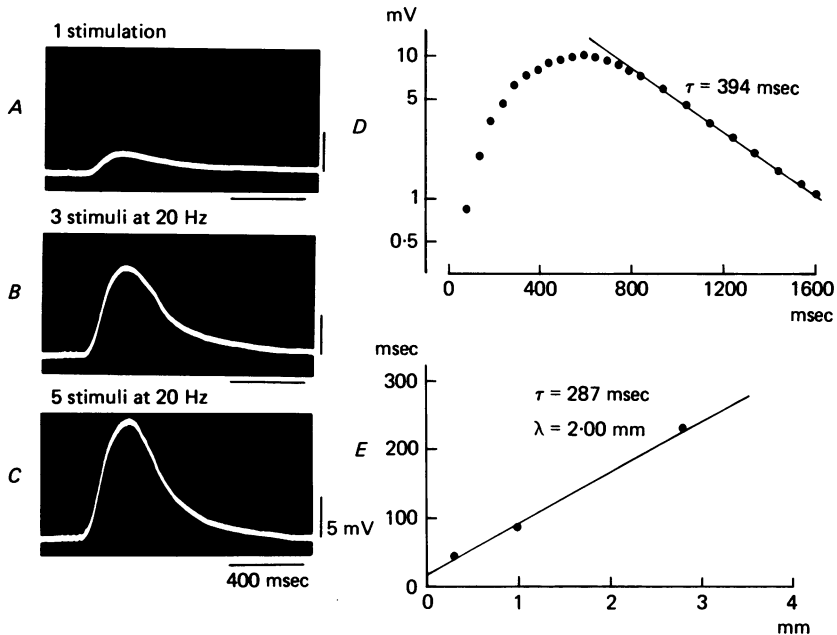 1 stimulation
A
3 stimuli at 20 Hz
B
5 stimuli at 20 Hz
C
5 mV
400 msec
mV
D
10
5
1
0·5
τ = 394 msec
0 400 800 1200 1600
msec
msec
E
300
200
100
0
τ = 287 msec
λ = 2·00 mm
0 1 2 3 4
mm